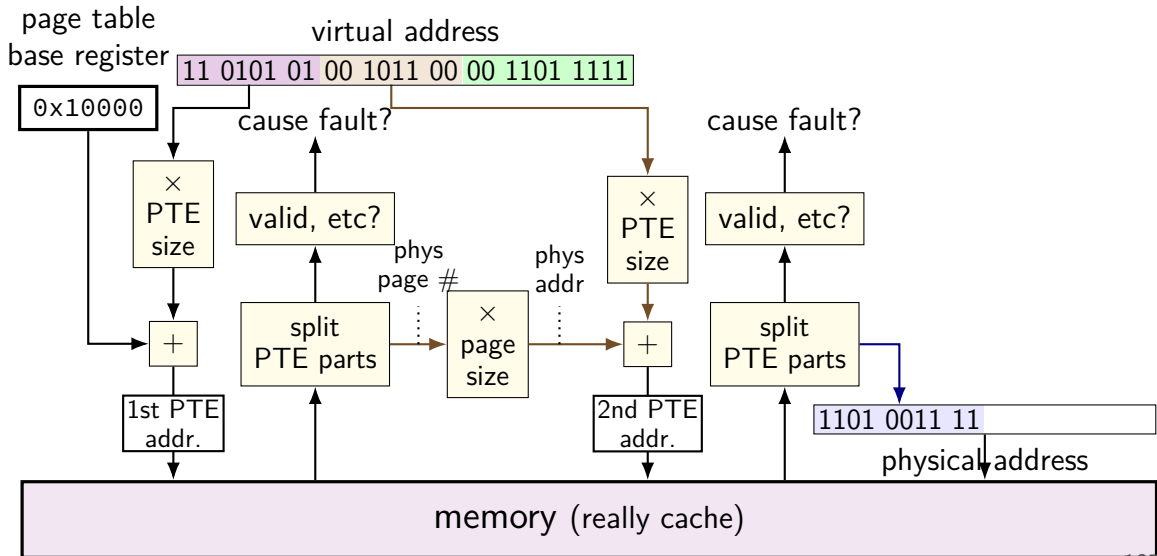 page table
base register
virtual address
11 0101 01 00 1011 00 00 1101 1111
0x10000
cause fault?
cause fault?
×
PTE
size
valid, etc?
×
PTE
size
valid, etc?
phys
page #
phys
addr
+
split
PTE parts
×
page
size
+
split
PTE parts
1st PTE
addr.
2nd PTE
addr.
1101 0011 11
physical address
memory (really cache)